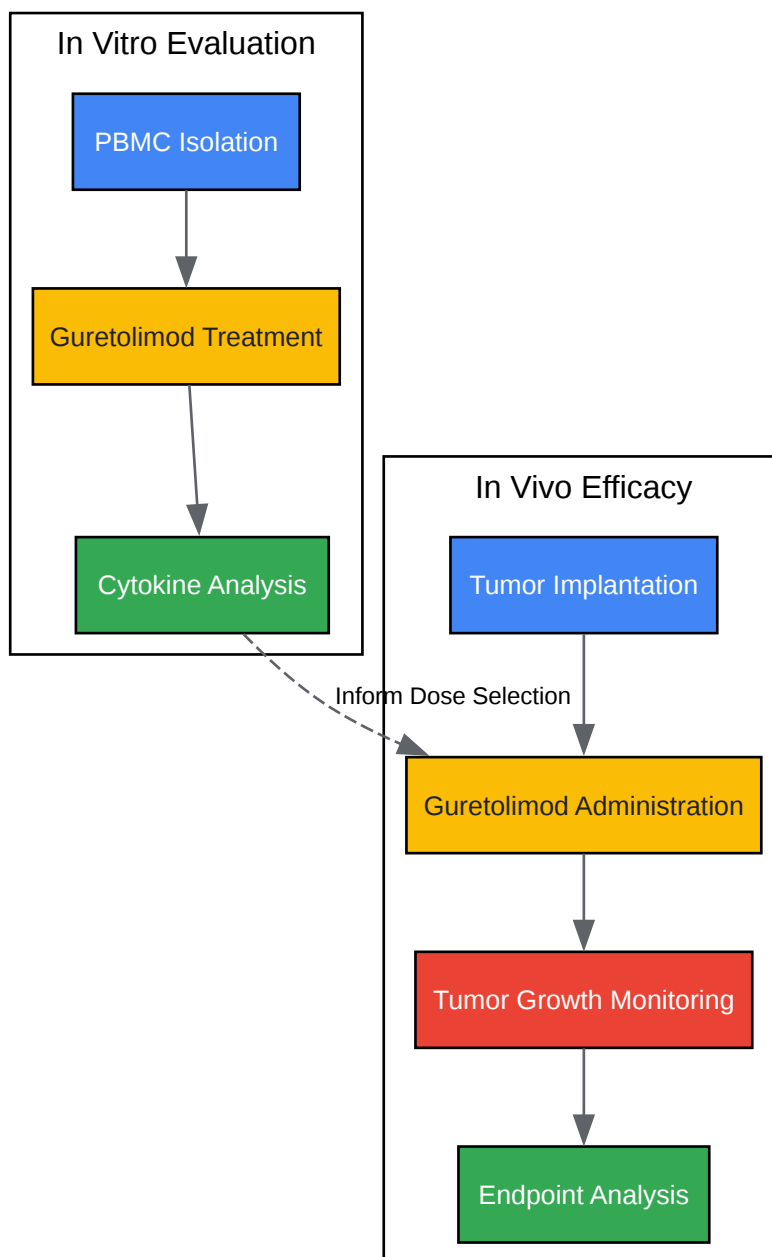 In Vitro Evaluation
PBMC Isolation
Guretolimod Treatment
Cytokine Analysis
In Vivo Efficacy
Tumor Implantation
Inform Dose Selection
Guretolimod Administration
Tumor Growth Monitoring
Endpoint Analysis